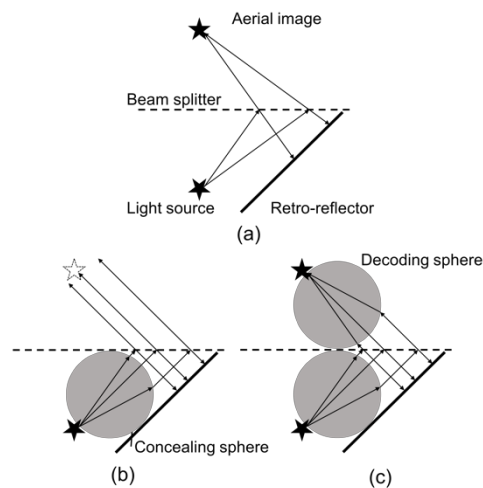 Aerial image
Beam splitter
Light source
Retro-reflector
(a)
Decoding sphere
Concealing sphere
(b)
(c)